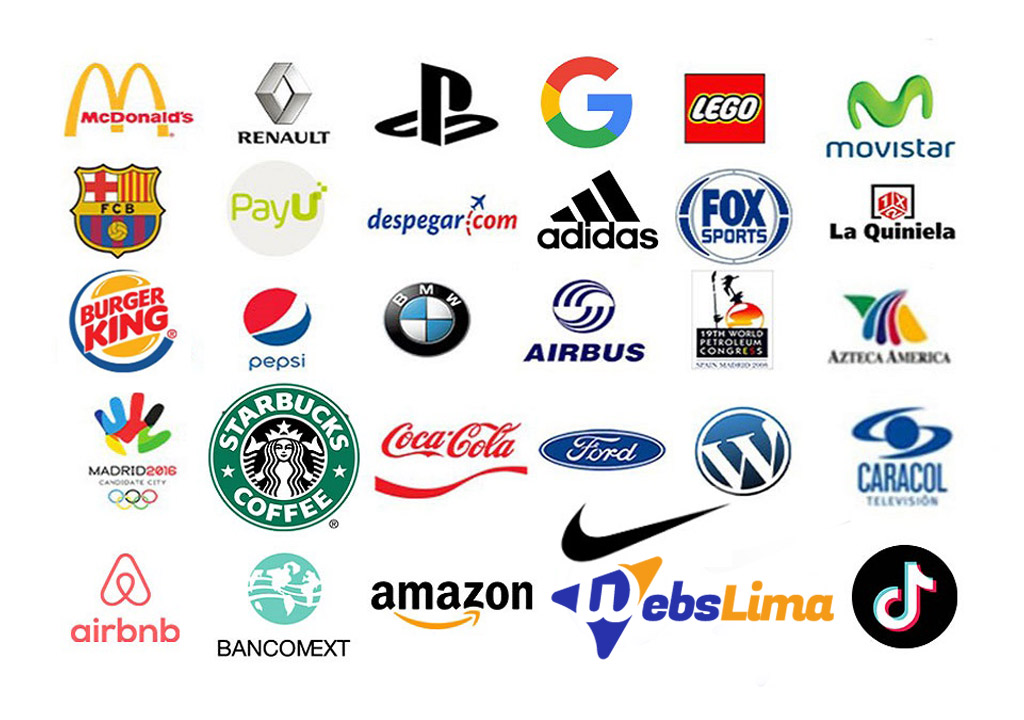 McDonald's
RENAULT
G
LEGO
movistar
FCB
PayU
despegar.com
adidas
FOX
SPORTS
1X2
La Quiniela
BURGER
KING
®
pepsi
BMW
AIRBUS
19TH WORLD
PETROLEUM
CONGRESS
SPAIN MADRID 2008
AZTECA AMERICA
MADRID2016
CANDIDATE CITY
STARBUCKS
COFFEE
®
Coca-Cola
Ford
W
CARACOL
TELEVISIÓN
airbnb
BANCOMEXT
amazon
WebsLima